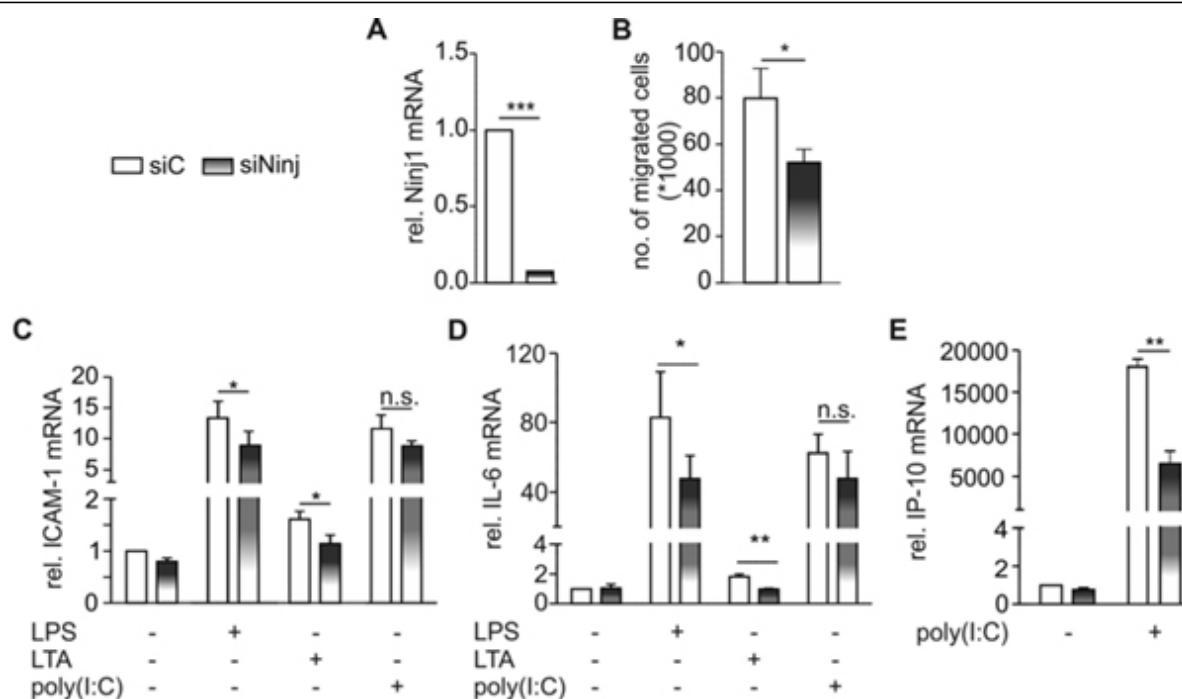 A
rel. Ninj1 mRNA
1.5
1.0
0.5
0.0
***
B
no. of migrated cells
(*1000)
100
80
60
40
20
0
*
siC siNinj
C
rel. ICAM-1 mRNA
20
15
10
5
2
1
0
*
*
n.s.
LPS - + - -
LTA - - + -
poly(I:C) - - - +
D
rel. IL-6 mRNA
120
80
40
4
2
0
*
**
n.s.
- + - -
- - + -
- - - +
E
rel. IP-10 mRNA
20000
15000
10000
5000
4
2
0
**
poly(I:C) - +